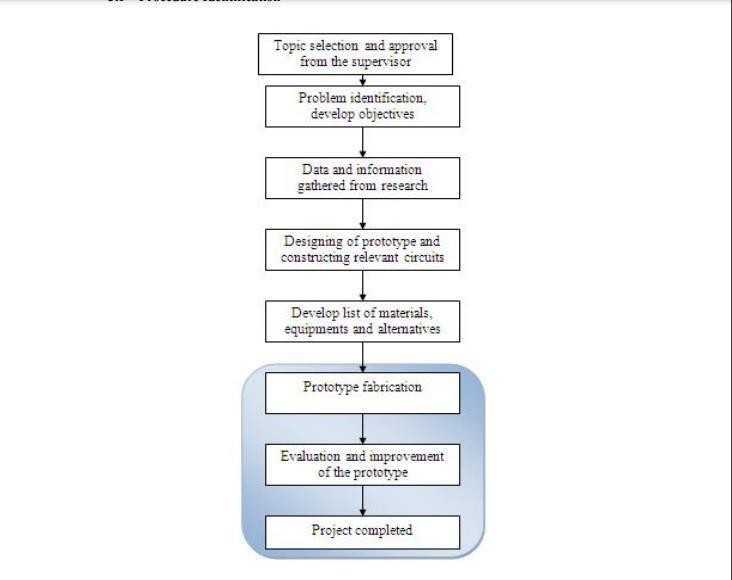 Topic selection and approval
from the supervisor
Problem identification,
develop objectives
Data and information
gathered from research
Designing of prototype and
constructing relevant circuits
Develop list of materials,
equipments and alternatives
Prototype fabrication
Evaluation and improvement
of the prototype
Project completed